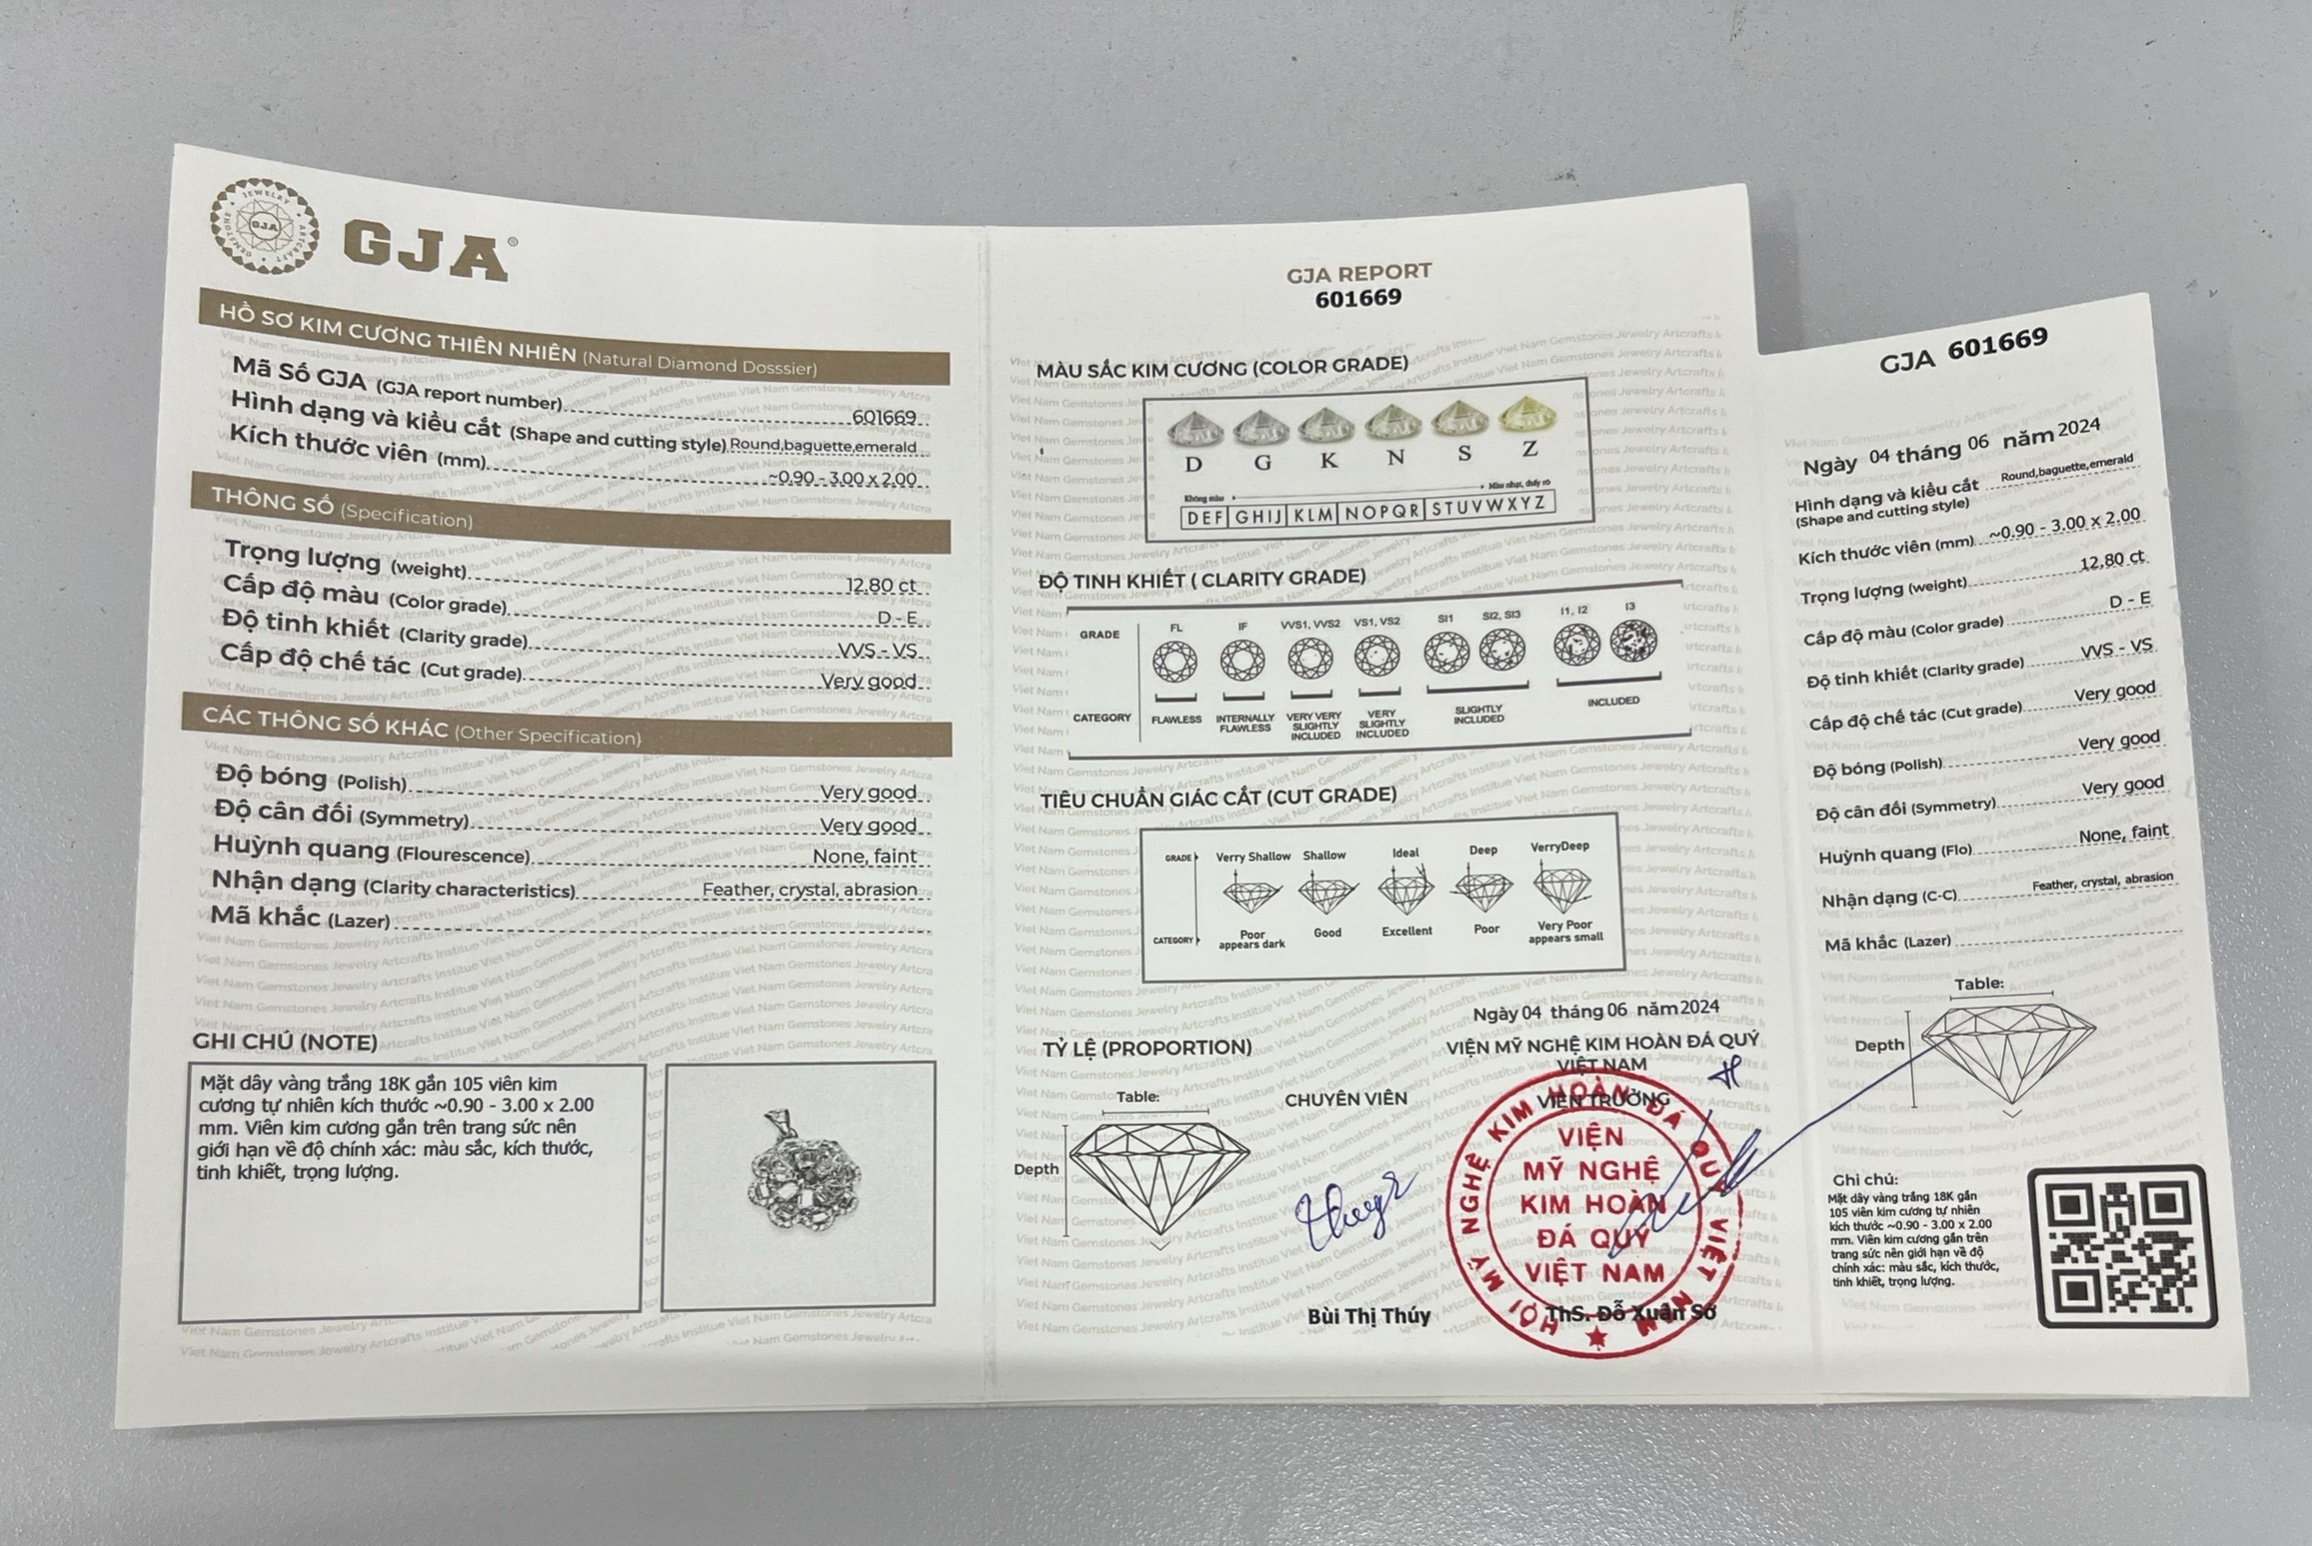 JEWELRY ARTCRAFT GEMSTONE
GJA
GJA®
HỒ SƠ KIM CƯƠNG THIÊN NHIÊN (Natural Diamond Dosssier)
Mã Số GJA (GJA report number) 601669
Hình dạng và kiểu cắt (Shape and cutting style) Round,baguette,emerald
Kích thước viên (mm) ~0.90 - 3.00 x 2.00
THÔNG SỐ (Specification)
Trọng lượng (weight) 12.80 ct
Cấp độ màu (Color grade) D - E
Độ tinh khiết (Clarity grade) VVS - VS
Cấp độ chế tác (Cut grade) Very good
CÁC THÔNG SỐ KHÁC (Other Specification)
Độ bóng (Polish) Very good
Độ cân đối (Symmetry) Very good
Huỳnh quang (Flourescence) None, faint
Nhận dạng (Clarity characteristics) Feather, crystal, abrasion
Mã khắc (Lazer)
GHI CHÚ (NOTE)
Mặt dây vàng trắng 18K gắn 105 viên kim
cương tự nhiên kích thước ~0.90 - 3.00 x 2.00
mm. Viên kim cương gắn trên trang sức nên
giới hạn về độ chính xác: màu sắc, kích thước,
tinh khiết, trọng lượng.
GJA REPORT
601669
MÀU SẮC KIM CƯƠNG (COLOR GRADE)
D G K N S Z
Không màu Màu nhạt, thấy rõ
DEF GHIJ KLM NOPQR STUVWXYZ
ĐỘ TINH KHIẾT ( CLARITY GRADE)
GRADE FL IF VVS1, VVS2 VS1, VS2 SI1 SI2, SI3 I1, I2 I3
CATEGORY FLAWLESS INTERNALLY FLAWLESS VERY VERY SLIGHTLY INCLUDED VERY SLIGHTLY INCLUDED SLIGHTLY INCLUDED INCLUDED
TIÊU CHUẨN GIÁC CẮT (CUT GRADE)
GRADE Verry Shallow Shallow Ideal Deep VerryDeep
CATEGORY Poor appears dark Good Excellent Poor Very Poor appears small
Ngày 04 tháng 06 năm 2024
TỶ LỆ (PROPORTION)
VIỆN MỸ NGHỆ KIM HOÀN ĐÁ QUÝ
VIỆT NAM
Table:
Depth
CHUYÊN VIÊN
VIỆN TRƯỞNG
HỘI MỸ NGHỆ KIM HOÀN ĐÁ QUÝ VIỆT NAM
VIỆN
MỸ NGHỆ
KIM HOÀN
ĐÁ QUÝ
VIỆT NAM
Bùi Thị Thúy
ThS. Đỗ Xuân Sơ
GJA 601669
Ngày 04 tháng 06 năm 2024
Hình dạng và kiểu cắt Round,baguette,emerald
(Shape and cutting style)
Kích thước viên (mm) ~0.90 - 3.00 x 2.00
Trọng lượng (weight) 12.80 ct
Cấp độ màu (Color grade) D - E
Độ tinh khiết (Clarity grade) VVS - VS
Cấp độ chế tác (Cut grade) Very good
Độ bóng (Polish) Very good
Độ cân đối (Symmetry) Very good
Huỳnh quang (Flo) None, faint
Nhận dạng (C-C) Feather, crystal, abrasion
Mã khắc (Lazer)
Table:
Depth
Ghi chú:
Mặt dây vàng trắng 18K gắn
105 viên kim cương tự nhiên
kích thước ~0.90 - 3.00 x 2.00
mm. Viên kim cương gắn trên
trang sức nên giới hạn về độ
chính xác: màu sắc, kích thước,
tinh khiết, trọng lượng.